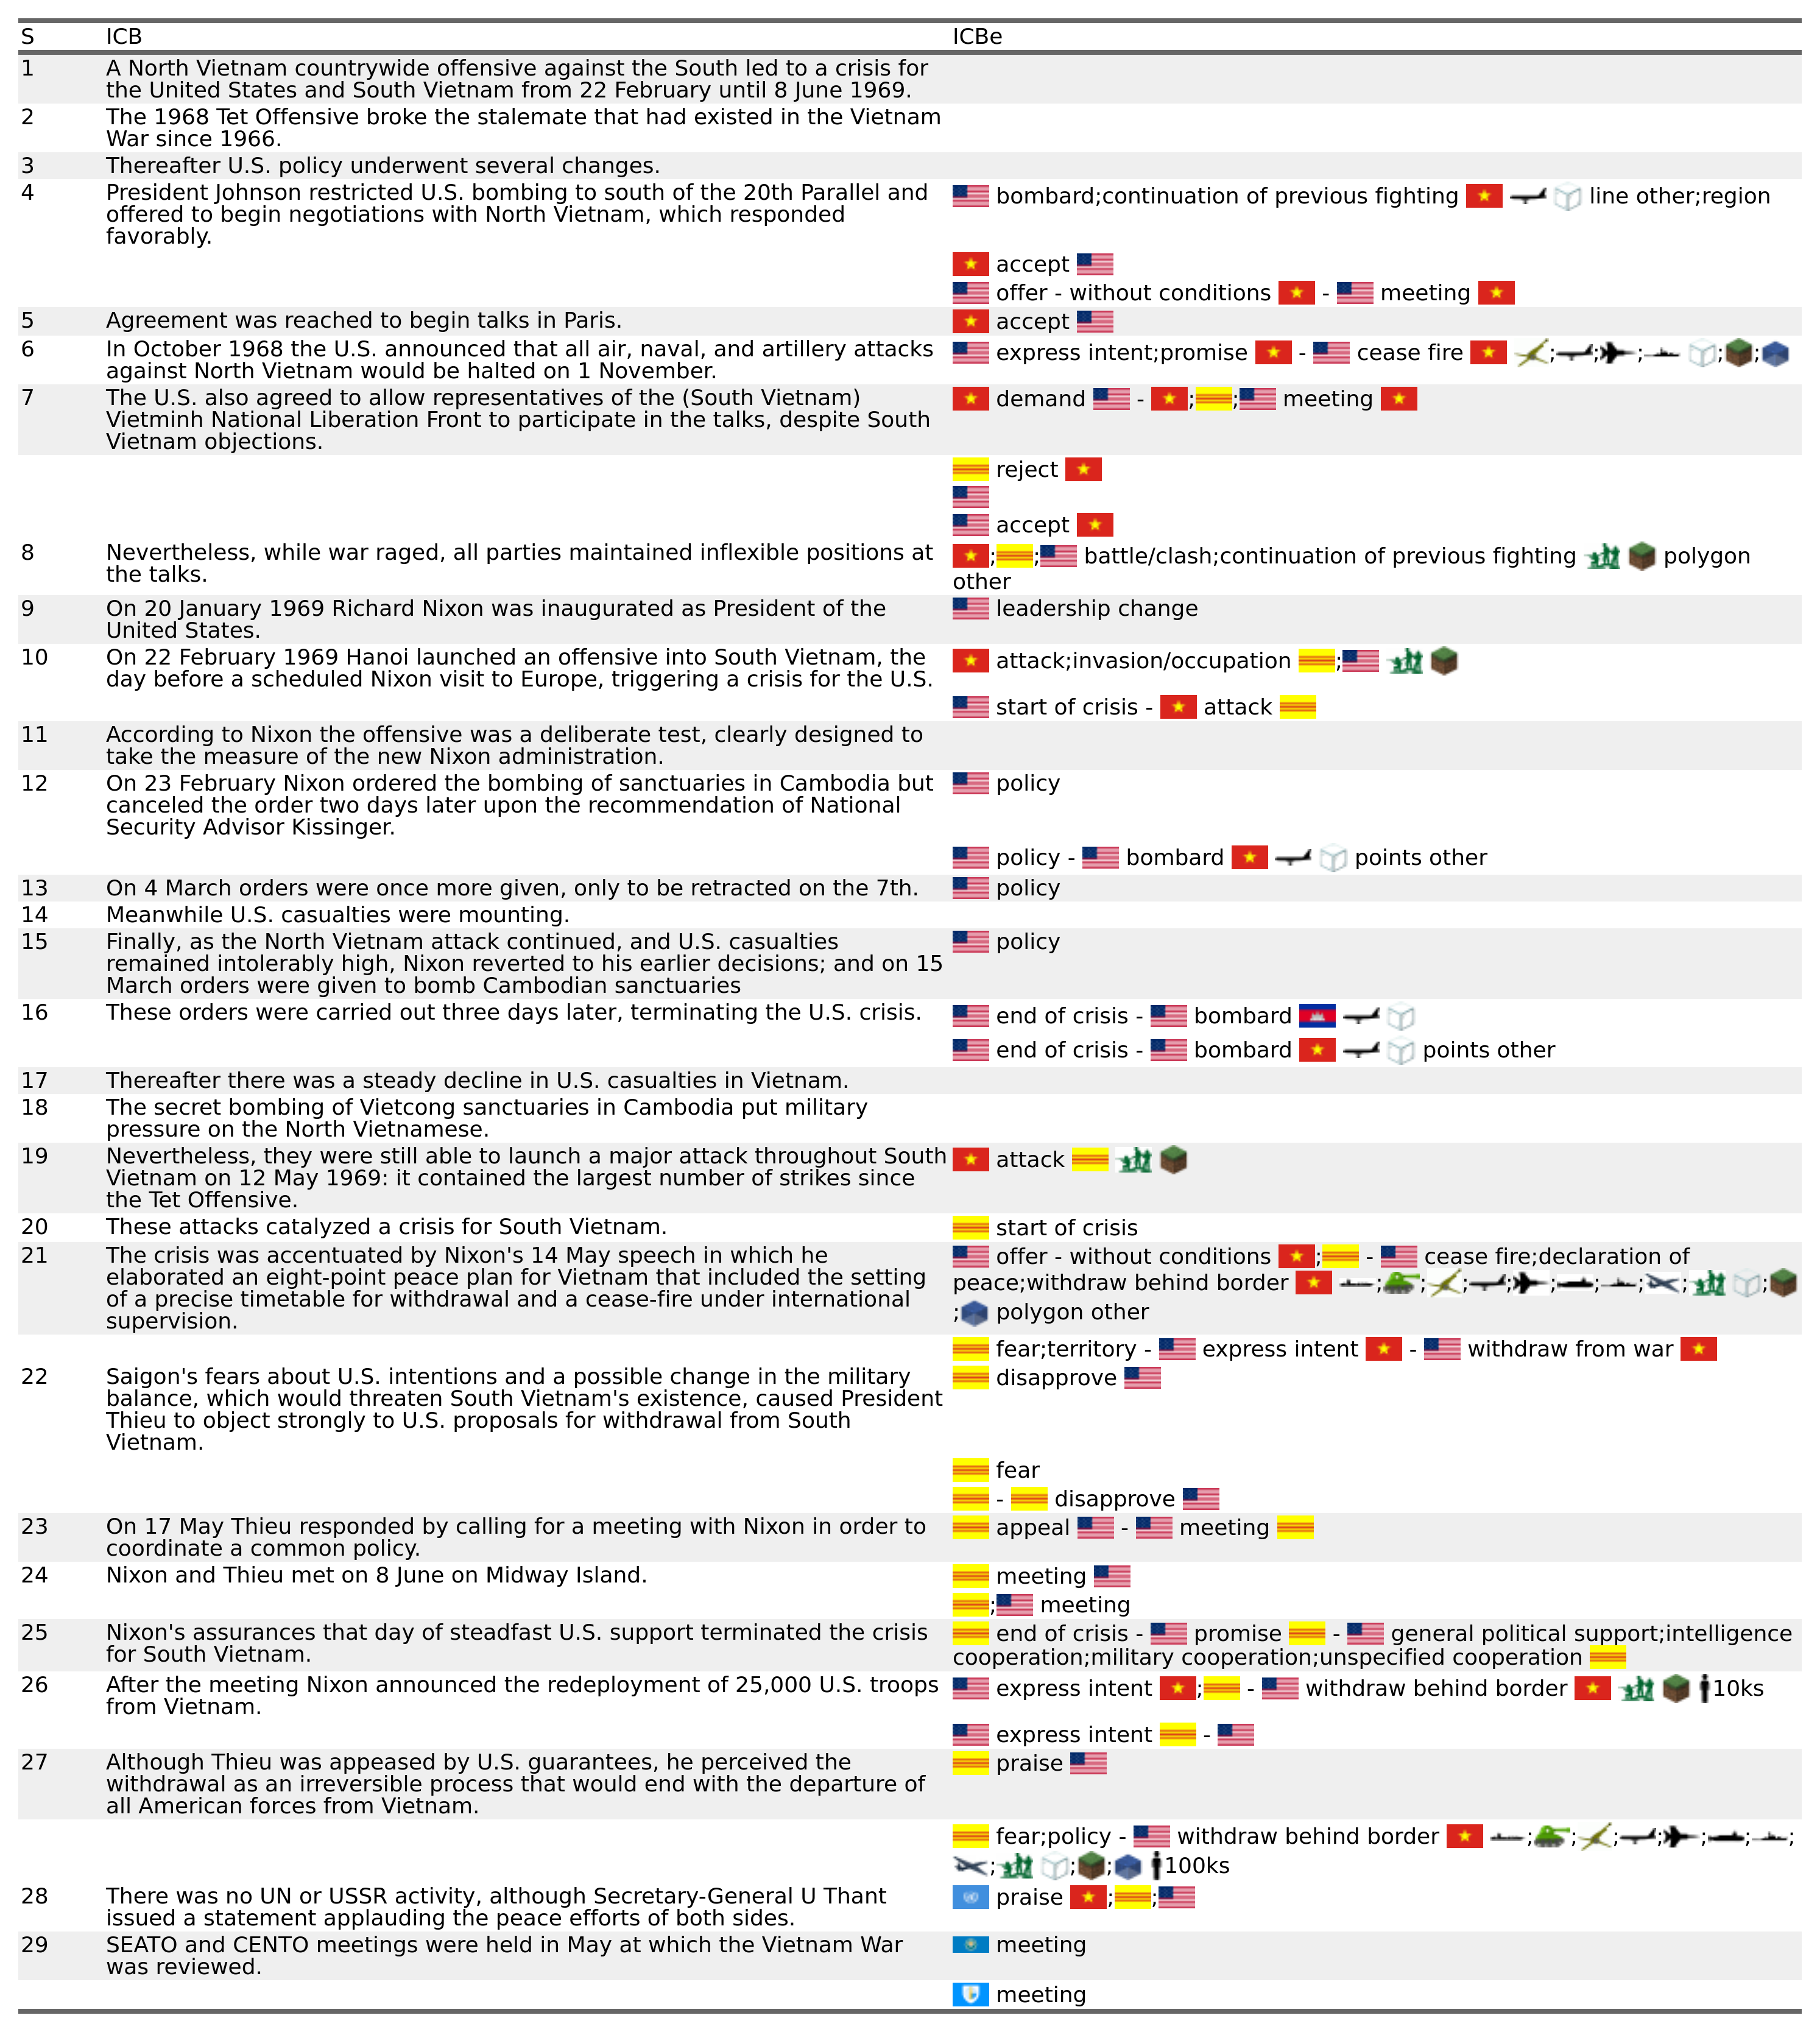 S ICB ICBe
1 A North Vietnam countrywide offensive against the South led to a crisis for
the United States and South Vietnam from 22 February until 8 June 1969.
2 The 1968 Tet Offensive broke the stalemate that had existed in the Vietnam
War since 1966.
3 Thereafter U.S. policy underwent several changes.
4 President Johnson restricted U.S. bombing to south of the 20th Parallel and
offered to begin negotiations with North Vietnam, which responded
favorably.
bombard;continuation of previous fighting line other;region
accept
offer - without conditions - meeting
5 Agreement was reached to begin talks in Paris.
accept
6 In October 1968 the U.S. announced that all air, naval, and artillery attacks
against North Vietnam would be halted on 1 November.
express intent;promise - cease fire ; ; ; ; ;
7 The U.S. also agreed to allow representatives of the (South Vietnam)
Vietminh National Liberation Front to participate in the talks, despite South
Vietnam objections.
demand - ; ; meeting
reject
accept
8 Nevertheless, while war raged, all parties maintained inflexible positions at
the talks.
; ; battle/clash;continuation of previous fighting polygon
other
9 On 20 January 1969 Richard Nixon was inaugurated as President of the
United States.
leadership change
10 On 22 February 1969 Hanoi launched an offensive into South Vietnam, the
day before a scheduled Nixon visit to Europe, triggering a crisis for the U.S.
attack;invasion/occupation ;
start of crisis - attack
11 According to Nixon the offensive was a deliberate test, clearly designed to
take the measure of the new Nixon administration.
12 On 23 February Nixon ordered the bombing of sanctuaries in Cambodia but
canceled the order two days later upon the recommendation of National
Security Advisor Kissinger.
policy
policy - bombard points other
13 On 4 March orders were once more given, only to be retracted on the 7th.
policy
14 Meanwhile U.S. casualties were mounting.
15 Finally, as the North Vietnam attack continued, and U.S. casualties
remained intolerably high, Nixon reverted to his earlier decisions; and on 15
March orders were given to bomb Cambodian sanctuaries
policy
16 These orders were carried out three days later, terminating the U.S. crisis.
end of crisis - bombard
end of crisis - bombard points other
17 Thereafter there was a steady decline in U.S. casualties in Vietnam.
18 The secret bombing of Vietcong sanctuaries in Cambodia put military
pressure on the North Vietnamese.
19 Nevertheless, they were still able to launch a major attack throughout South
Vietnam on 12 May 1969: it contained the largest number of strikes since
the Tet Offensive.
attack
20 These attacks catalyzed a crisis for South Vietnam.
start of crisis
21 The crisis was accentuated by Nixon's 14 May speech in which he
elaborated an eight-point peace plan for Vietnam that included the setting
of a precise timetable for withdrawal and a cease-fire under international
supervision.
offer - without conditions ; - cease fire;declaration of
peace;withdraw behind border ; ; ; ; ; ; ; ; ;
; polygon other
fear;territory - express intent - withdraw from war
22 Saigon's fears about U.S. intentions and a possible change in the military
balance, which would threaten South Vietnam's existence, caused President
Thieu to object strongly to U.S. proposals for withdrawal from South
Vietnam.
disapprove
fear
- disapprove
23 On 17 May Thieu responded by calling for a meeting with Nixon in order to
coordinate a common policy.
appeal - meeting
24 Nixon and Thieu met on 8 June on Midway Island.
meeting
; meeting
25 Nixon's assurances that day of steadfast U.S. support terminated the crisis
for South Vietnam.
end of crisis - promise - general political support;intelligence
cooperation;military cooperation;unspecified cooperation
26 After the meeting Nixon announced the redeployment of 25,000 U.S. troops
from Vietnam.
express intent ; - withdraw behind border 10ks
express intent -
27 Although Thieu was appeased by U.S. guarantees, he perceived the
withdrawal as an irreversible process that would end with the departure of
all American forces from Vietnam.
praise
fear;policy - withdraw behind border ; ; ; ; ; ; ;
; ; ; 100ks
28 There was no UN or USSR activity, although Secretary-General U Thant
issued a statement applauding the peace efforts of both sides.
praise ; ;
29 SEATO and CENTO meetings were held in May at which the Vietnam War
was reviewed.
meeting
meeting